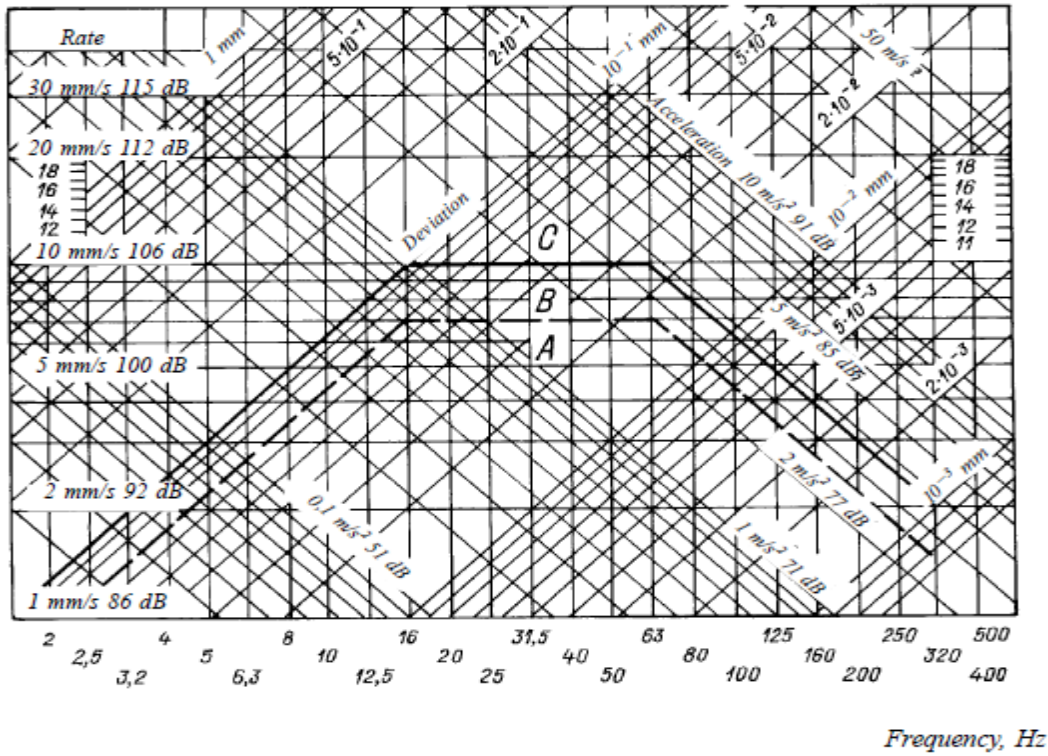 Rate
1 mm
5·10⁻¹
2·10⁻¹
10⁻¹ mm
5·10⁻²
2·10⁻²
50 m/s²
30 mm/s 115 dB
20 mm/s 112 dB
18
16
14
12
10 mm/s 106 dB
Deviation
Acceleration 10 m/s² 91 dB
10⁻² mm
18
16
14
12
11
C
B
A
5 mm/s 100 dB
5 m/s² 85 dB
5·10⁻³
2·10⁻³
2 mm/s 92 dB
0.1 m/s² 51 dB
2 m/s² 77 dB
10⁻³ mm
1 m/s² 71 dB
1 mm/s 86 dB
2 4 8 16 31,5 63 125 250 500
2,5 5 10 20 40 80 160 320
3,2 6,3 12,5 25 50 100 200 400
Frequency, Hz